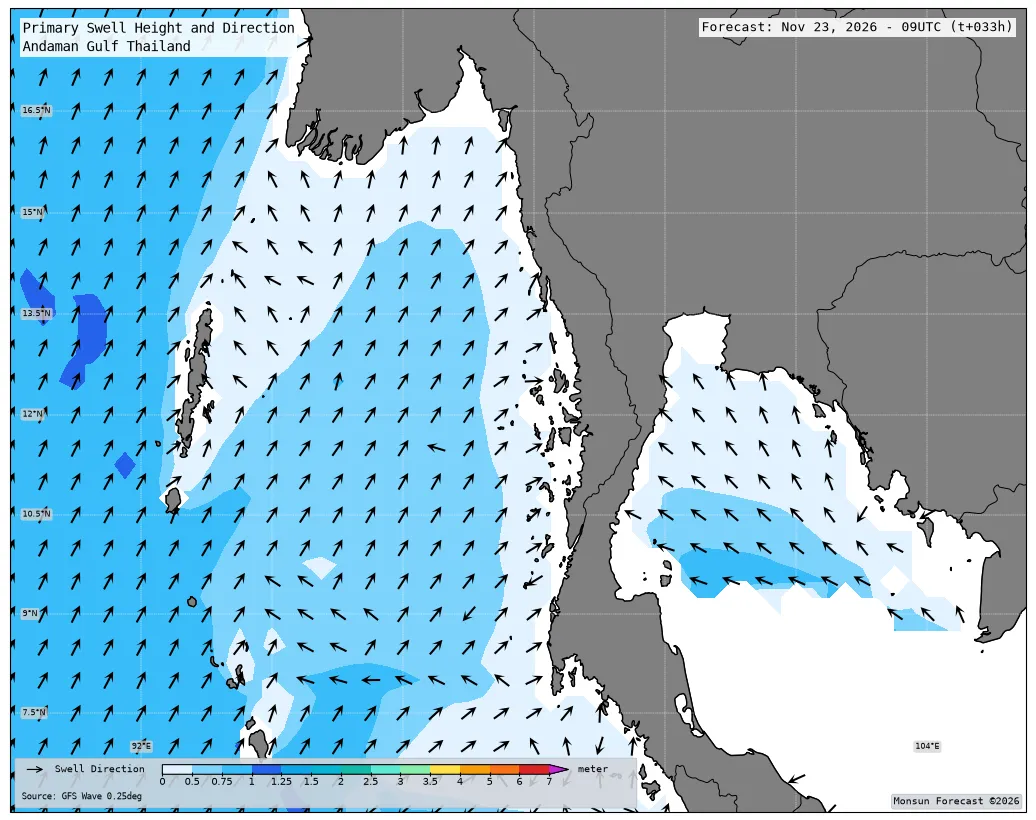 Primary Swell Height and Direction
Andaman Gulf Thailand
Forecast: Nov 23, 2026 - 09UTC (t+033h)
16.5°N
15°N
13.5°N
12°N
10.5°N
9°N
7.5°N
92°E
104°E
Swell Direction
0 0.5 0.75 1 1.25 1.5 2 2.5 3 3.5 4 5 6 7
meter
Source: GFS Wave 0.25deg
Monsun Forecast ©2026